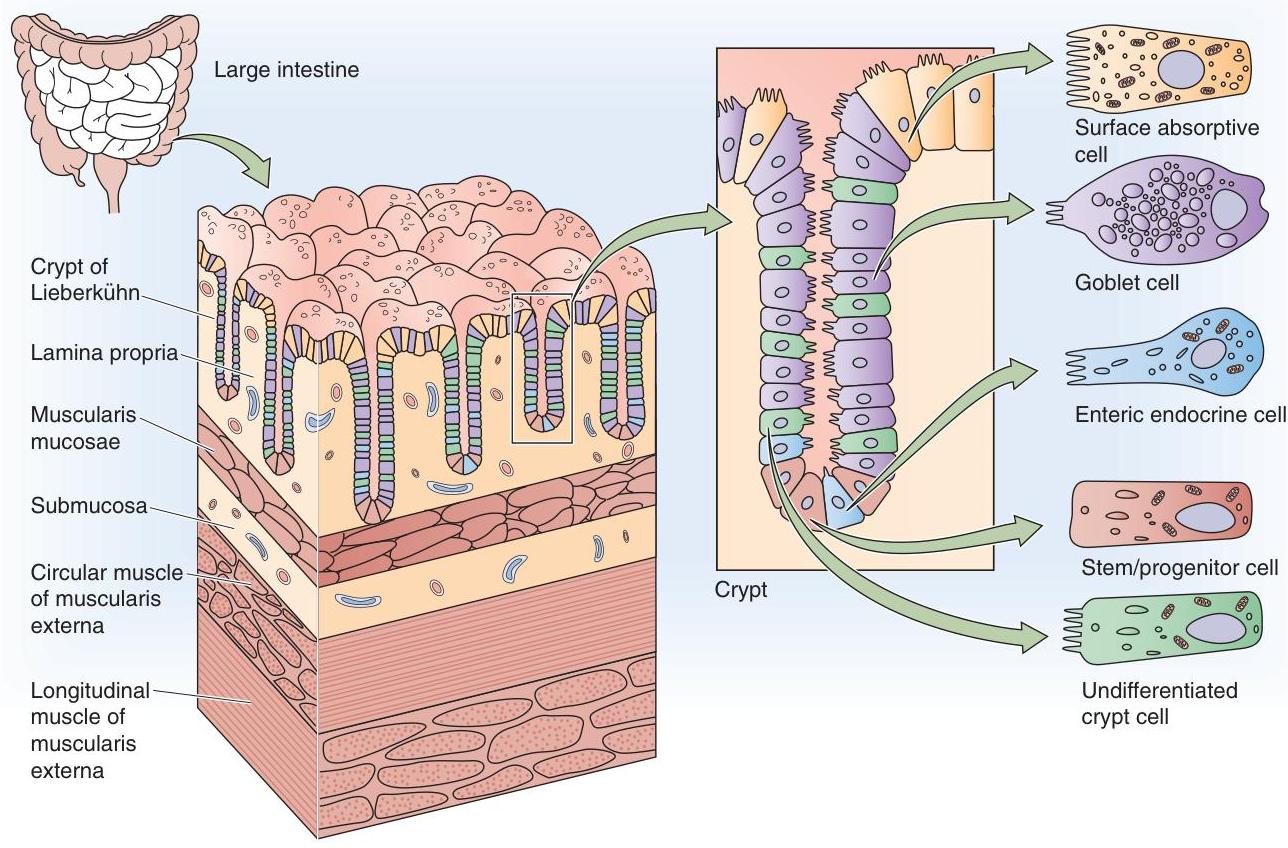 Large intestine
Crypt of
Lieberkühn
Lamina propria
Muscularis
mucosae
Submucosa
Circular muscle
of muscularis
externa
Longitudinal
muscle of
muscularis
externa
Crypt
Surface absorptive
cell
Goblet cell
Enteric endocrine cell
Stem/progenitor cell
Undifferentiated
crypt cell